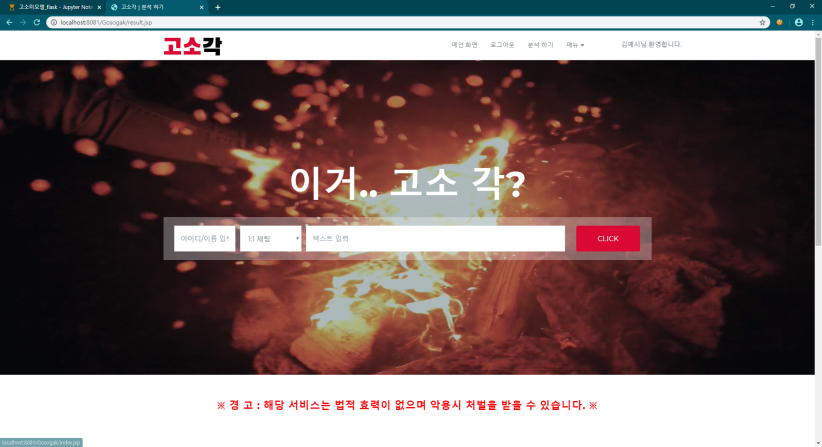 고소미모델_flask - Jupyter Note
고소각 | 분석 하기
localhost:8081/Gosogak/result.jsp
고소각
메인 화면 로그아웃 분석 하기 메뉴 김예시님 환영합니다.
이거.. 고소 각?
아이디/이름 입력 1:1 채팅 텍스트 입력 CLICK
※ 경 고 : 해당 서비스는 법적 효력이 없으며 악용시 처벌을 받을 수 있습니다. ※
localhost:8081/Gosogak/index.jsp